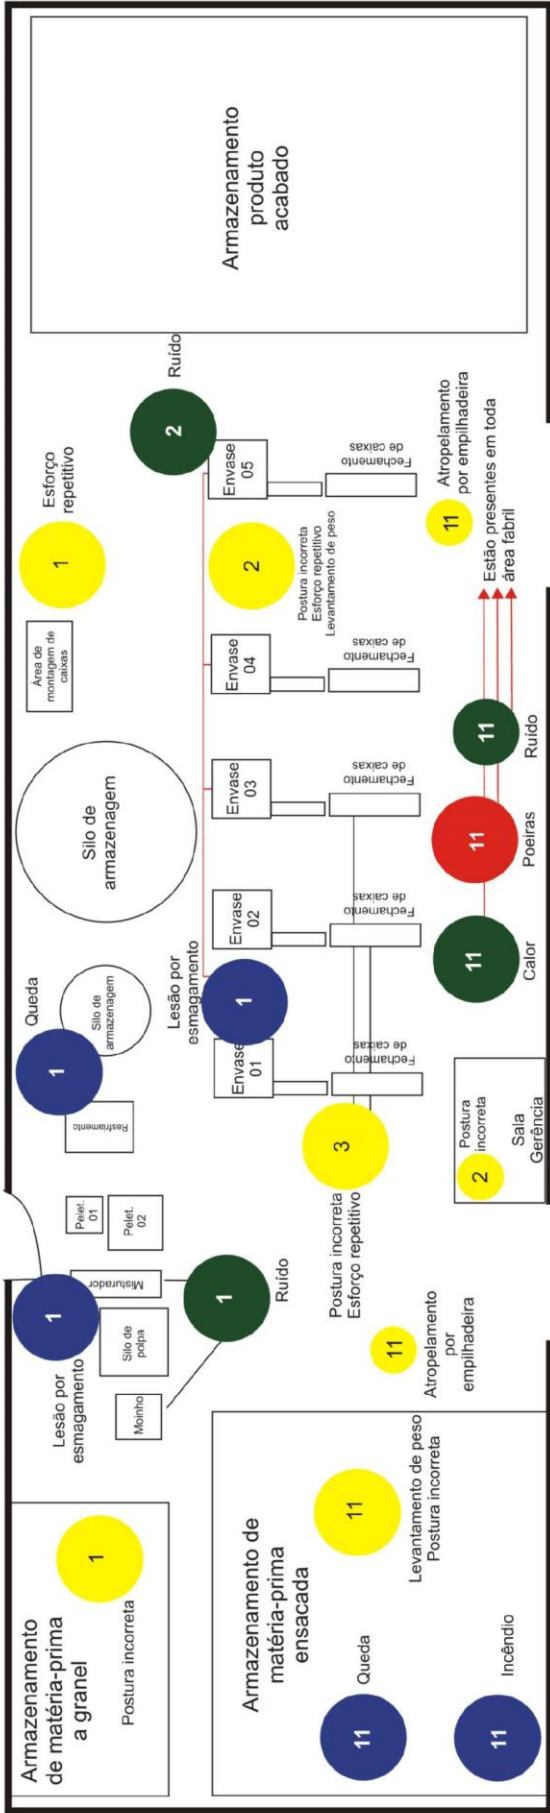 Armazenamento
de matéria-prima
a granel
1
Postura incorreta
Lesão por
esmagamento
1
Misturador
Silo de
polpa
Moinho
Pelet.
01
Pelet.
02
1
Ruído
Queda
1
Resfriamento
Silo de
armazenagem
Silo de
armazenagem
Área de
montagem de
caixas
Esforço
repetitivo
1
Ruído
2
Armazenamento
produto
acabado
Lesão por
esmagamento
1
Envase
01
Envase
02
Envase
03
Envase
04
Envase
05
2
Postura incorreta
Esforço repetitivo
Levantamento de peso
Fechamento
de caixas
Fechamento
de caixas
Fechamento
de caixas
Fechamento
de caixas
Fechamento
de caixas
3
Postura incorreta
Esforço repetitivo
Armazenamento de
matéria-prima
ensacada
11
Levantamento de peso
Postura incorreta
Queda
11
Incêndio
11
11
Atropelamento
por
empilhadeira
2
Postura
incorreta
Sala
Gerência
11
Calor
11
Poeiras
11
Ruído
Estão presentes em toda
área fabril
11
Atropelamento
por empilhadeira